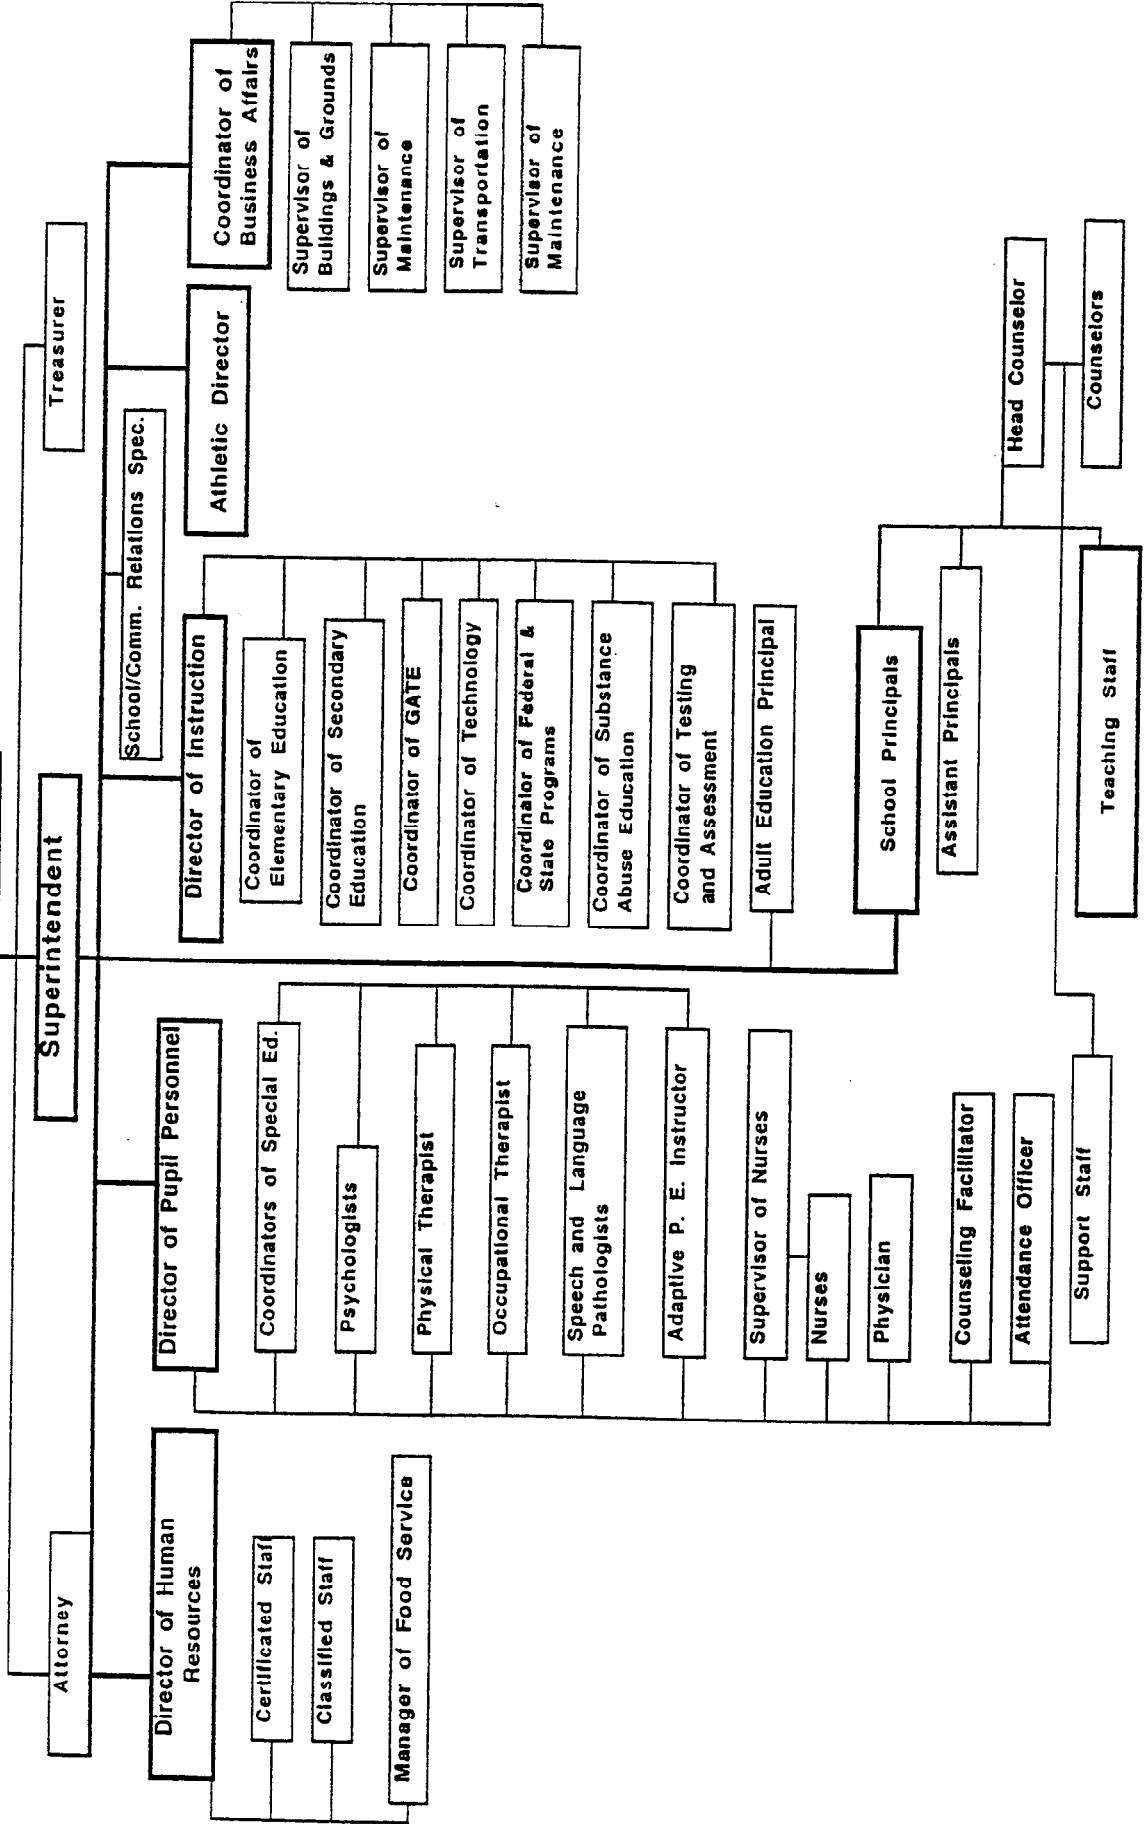 Superintendent
Attorney
Treasurer
School/Comm. Relations Spec.
Director of Human
Resources
Certificated Staff
Classified Staff
Manager of Food Service
Director of Pupil Personnel
Coordinators of Special Ed.
Psychologists
Physical Therapist
Occupational Therapist
Speech and Language
Pathologists
Adaptive P. E. Instructor
Supervisor of Nurses
Nurses
Physician
Counseling Facilitator
Attendance Officer
Director of Instruction
Coordinator of
Elementary Education
Coordinator of Secondary
Education
Coordinator of GATE
Coordinator of Technology
Coordinator of Federal &
State Programs
Coordinator of Substance
Abuse Education
Coordinator of Testing
and Assessment
Adult Education Principal
Athletic Director
Coordinator of
Business Affairs
Supervisor of
Buildings & Grounds
Supervisor of
Maintenance
Supervisor of
Transportation
Supervisor of
Maintenance
School Principals
Assistant Principals
Head Counselor
Support Staff
Teaching Staff
Counselors